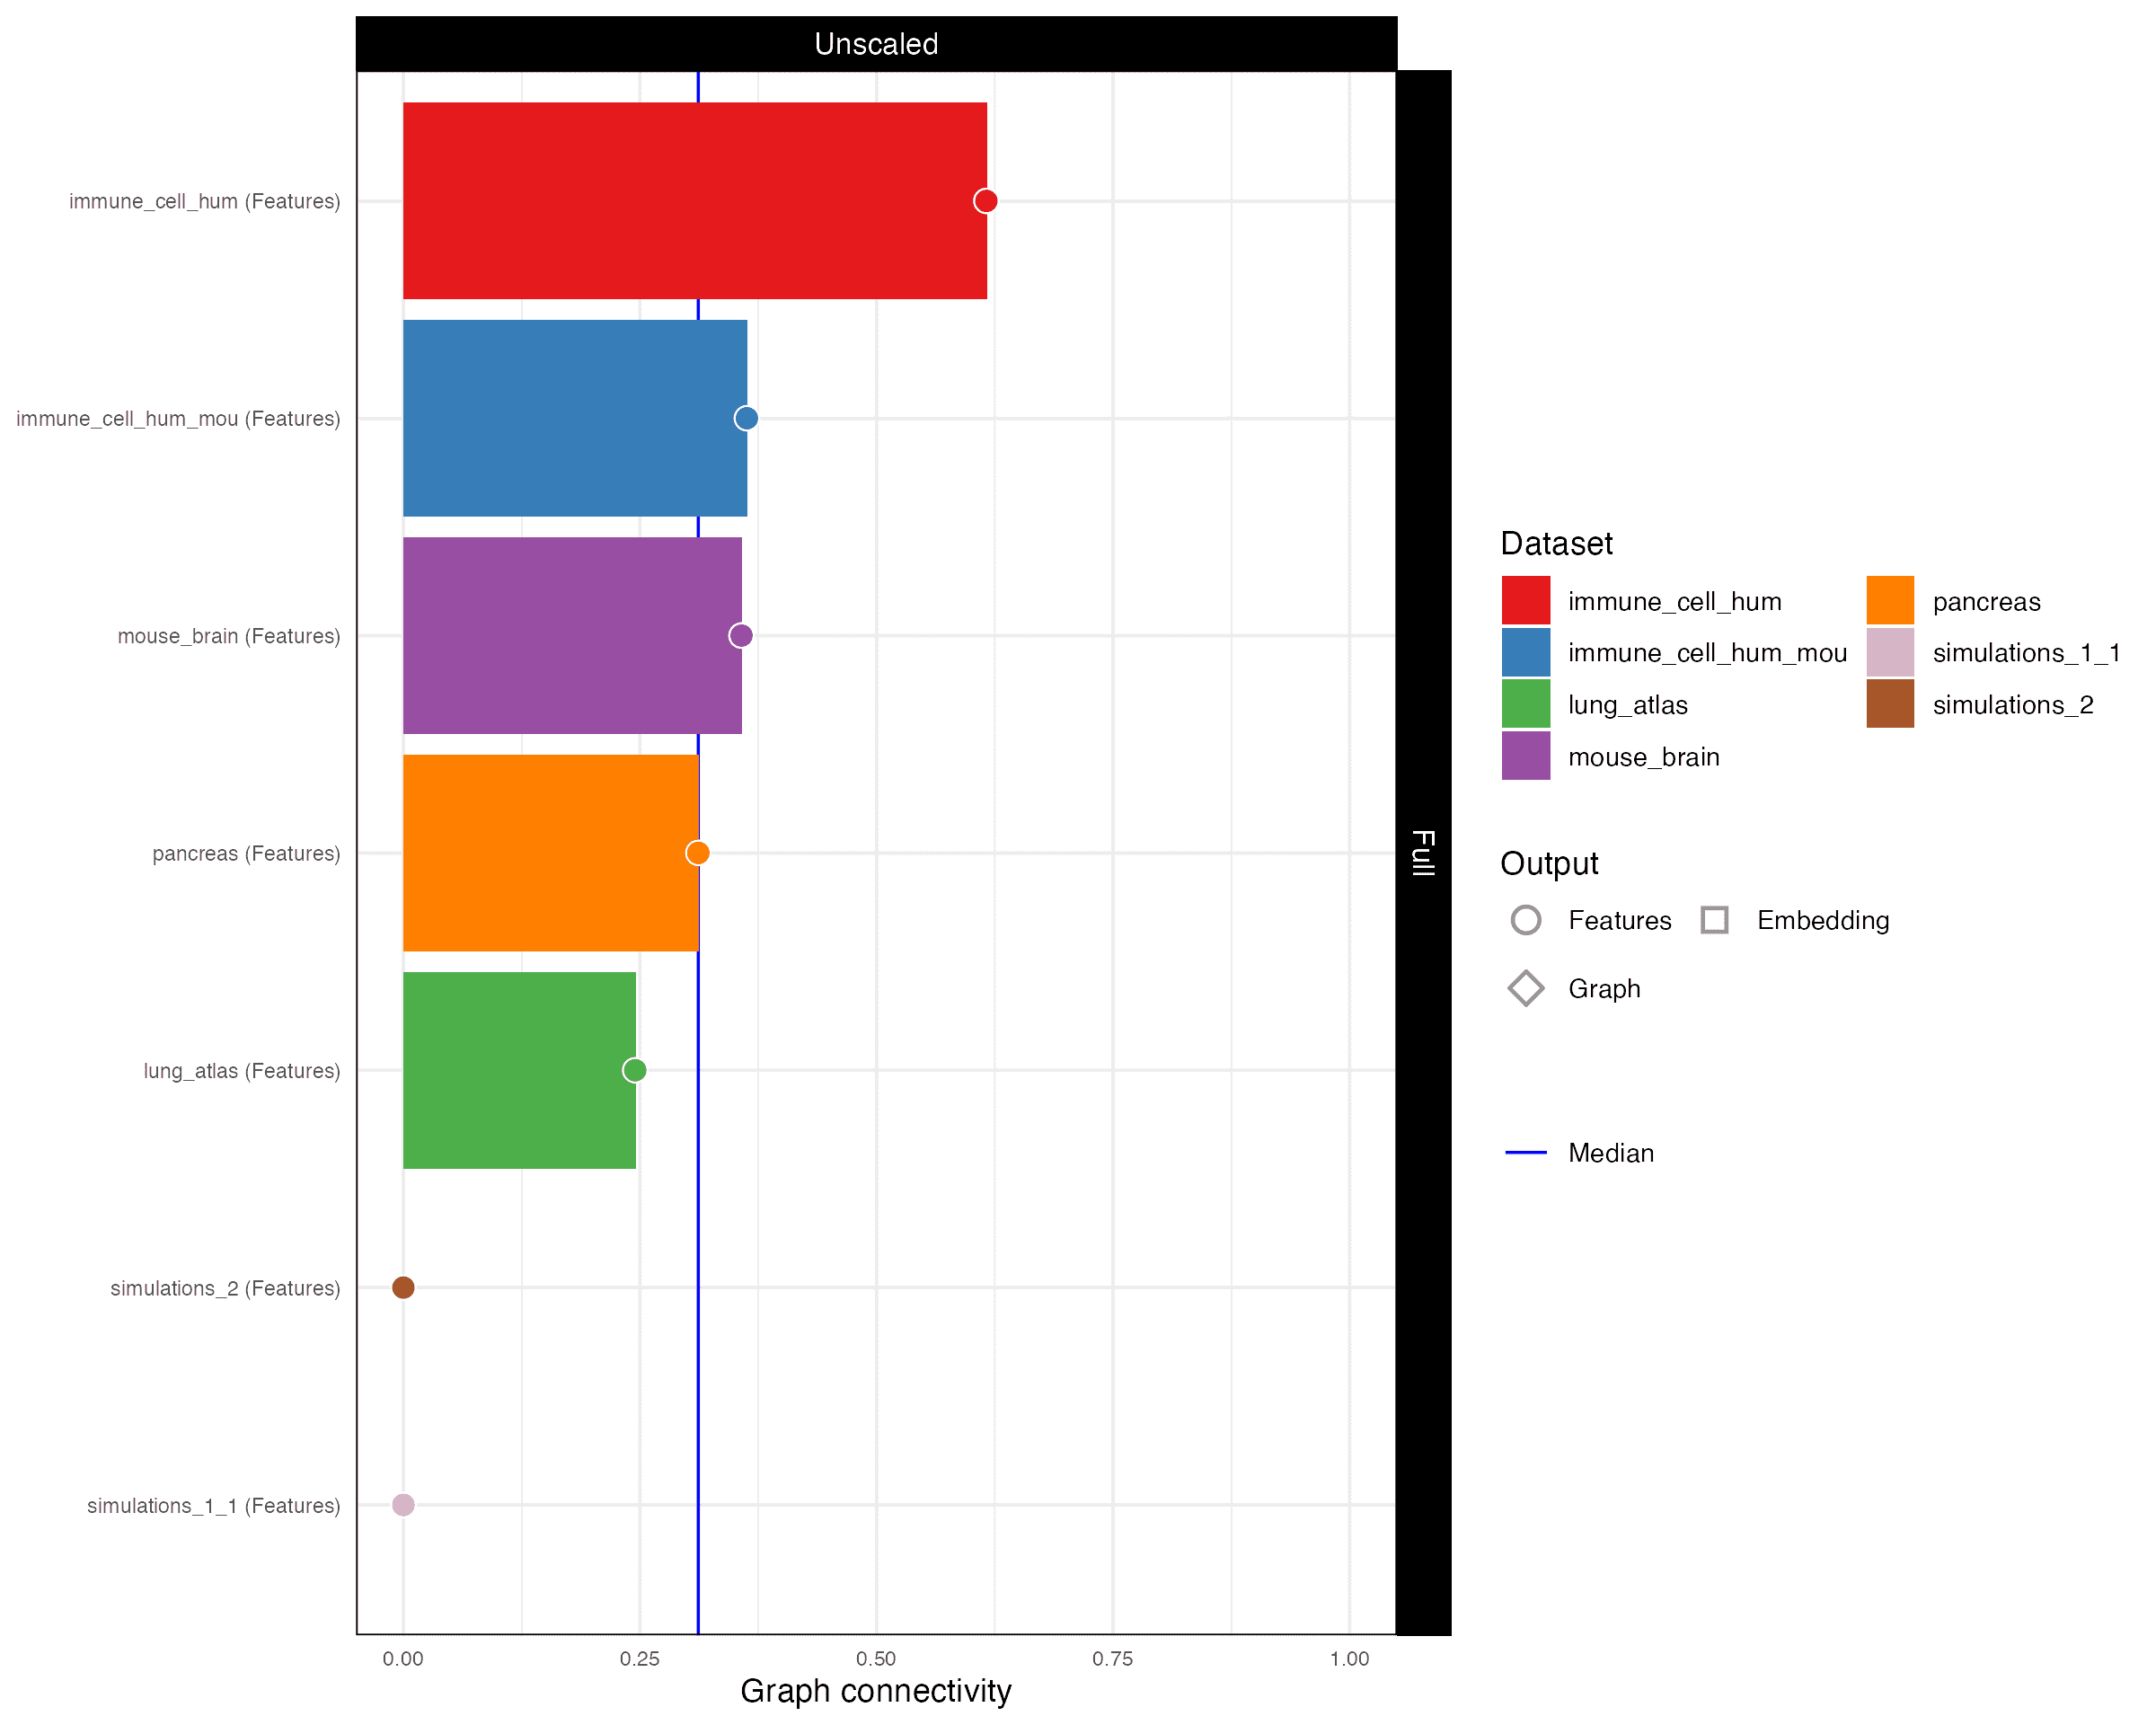 Unscaled
immune_cell_hum (Features)
immune_cell_hum_mou (Features)
mouse_brain (Features)
pancreas (Features)
lung_atlas (Features)
simulations_2 (Features)
simulations_1_1 (Features)
0.00 0.25 0.50 0.75 1.00
Graph connectivity
Full
Dataset
immune_cell_hum pancreas
immune_cell_hum_mou simulations_1_1
lung_atlas simulations_2
mouse_brain
Output
Features Embedding
Graph
Median